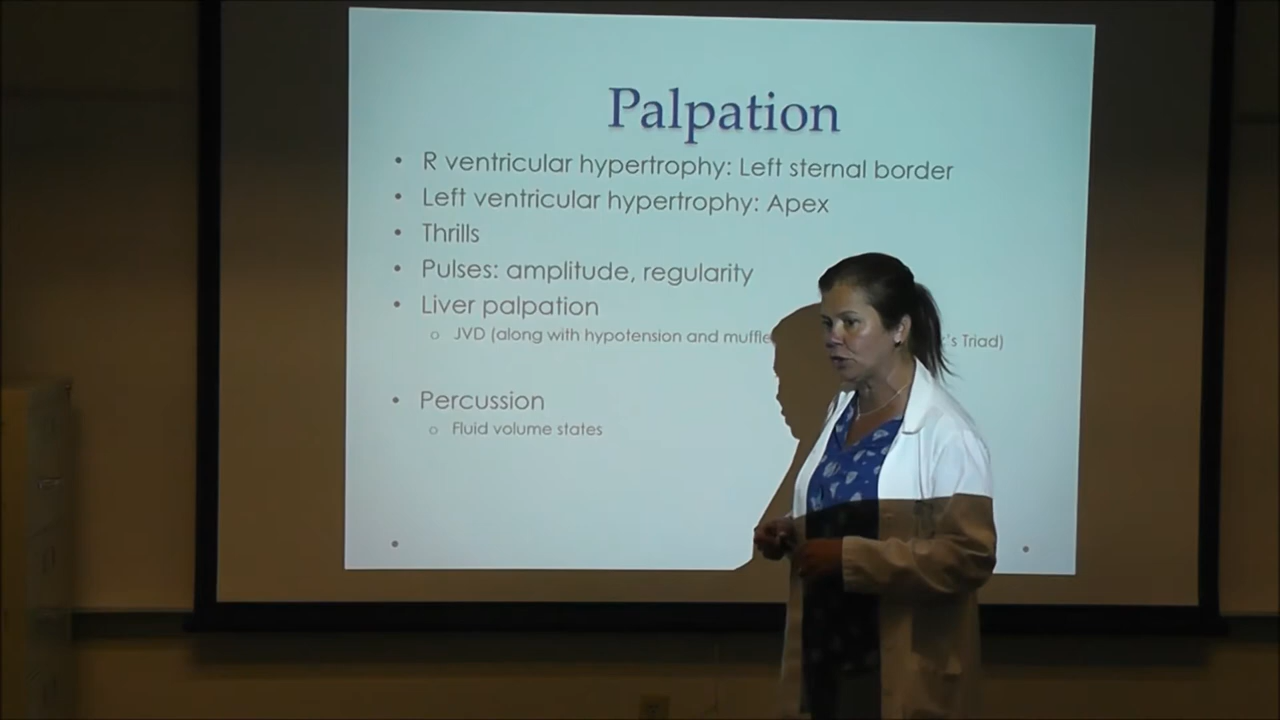 Palpation
• R ventricular hypertrophy: Left sternal border
• Left ventricular hypertrophy: Apex
• Thrills
• Pulses: amplitude, regularity
• Liver palpation
o JVD (along with hypotension and muffle 's Triad)
• Percussion
o Fluid volume states